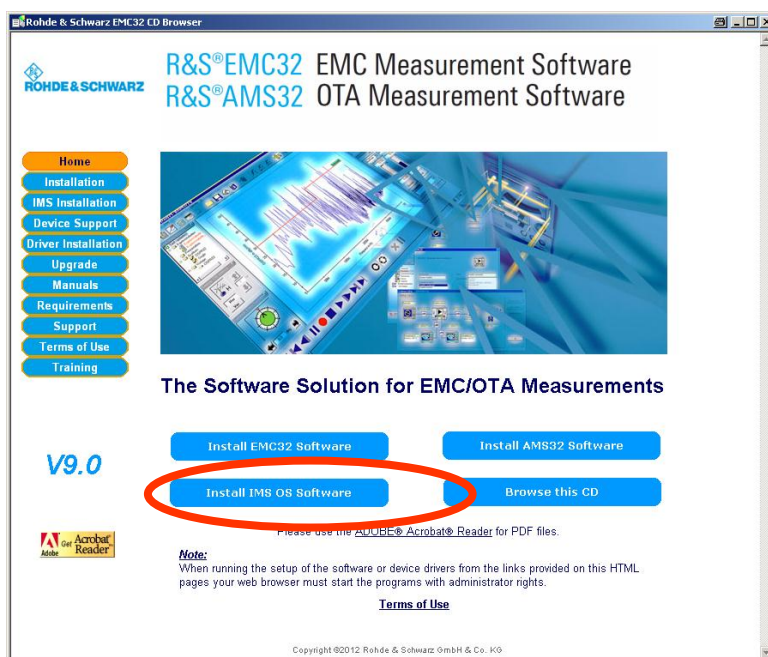 Rohde & Schwarz EMC32 CD Browser
ROHDE & SCHWARZ
R&S®EMC32 EMC Measurement Software
R&S®AMS32 OTA Measurement Software
Home
Installation
IMS Installation
Device Support
Driver Installation
Upgrade
Manuals
Requirements
Support
Terms of Use
Training
The Software Solution for EMC/OTA Measurements
V9.0
Install EMC32 Software
Install AMS32 Software
Install IMS OS Software
Browse this CD
Please use the ADOBE® Acrobat® Reader for PDF files.
Adobe
Get Acrobat
Reader
Note:
When running the setup of the software or device drivers from the links provided on this HTML
pages your web browser must start the programs with administrator rights.
Terms of Use
Copyright ©2012 Rohde & Schwarz GmbH & Co. KG